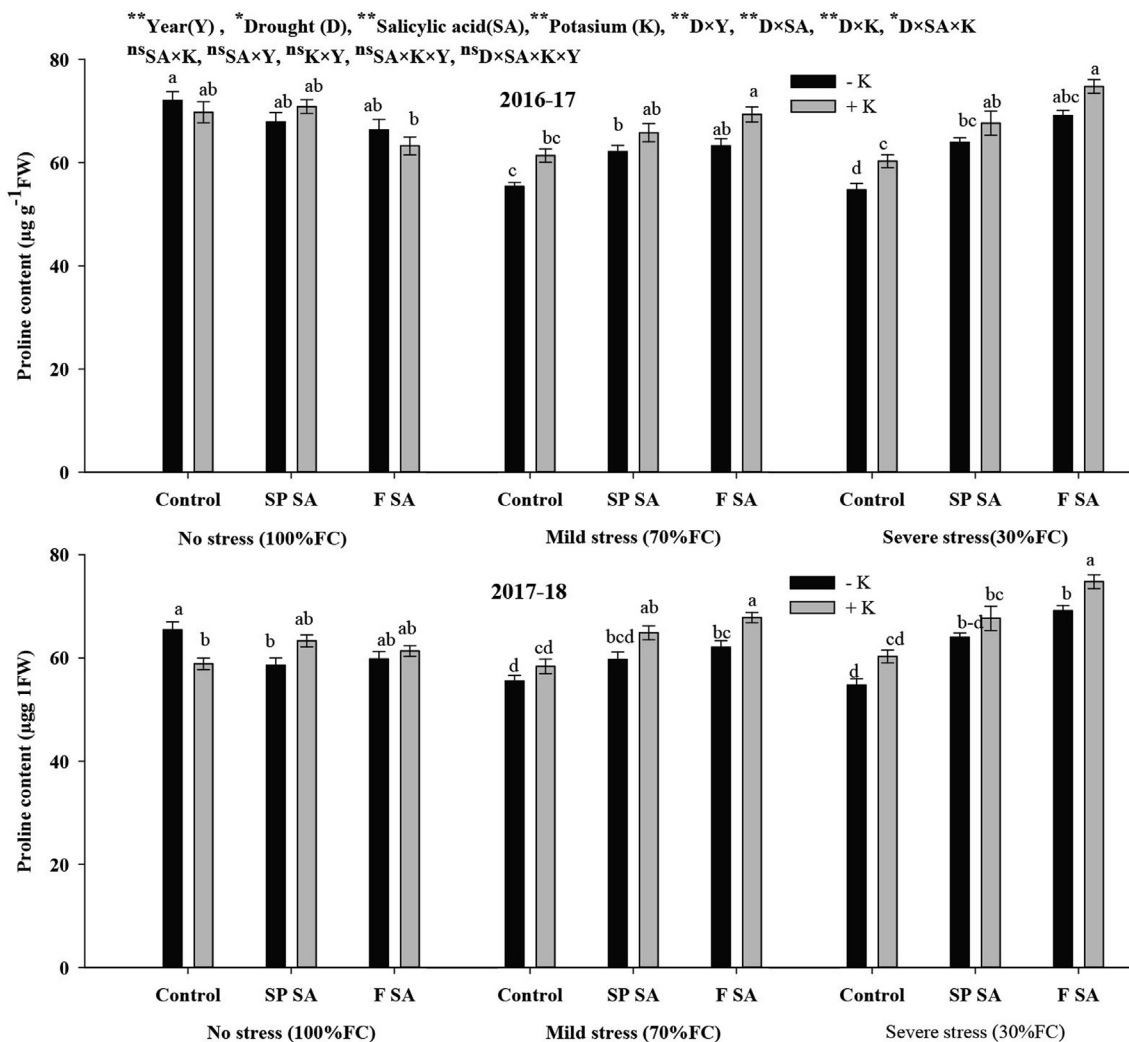 **Year(Y) , *Drought (D), **Salicylic acid(SA),**Potasium (K), **D×Y, **D×SA, **D×K, *D×SA×K
nsSA×K, nsSA×Y, nsK×Y, nsSA×K×Y, nsD×SA×K×Y
80
60
40
20
0
Proline content (µg g-1FW)
2016-17
- K
+ K
a ab ab ab ab b c bc b ab ab a d c bc ab abc a
Control SP SA F SA Control SP SA F SA Control SP SA F SA
No stress (100%FC) Mild stress (70%FC) Severe stress(30%FC)
80
60
40
20
0
Proline content (µgg 1FW)
2017-18
- K
+ K
a b b ab ab ab d cd bcd ab bc a d cd b-d bc b a
Control SP SA F SA Control SP SA F SA Control SP SA F SA
No stress (100%FC) Mild stress (70%FC) Severe stress (30%FC)